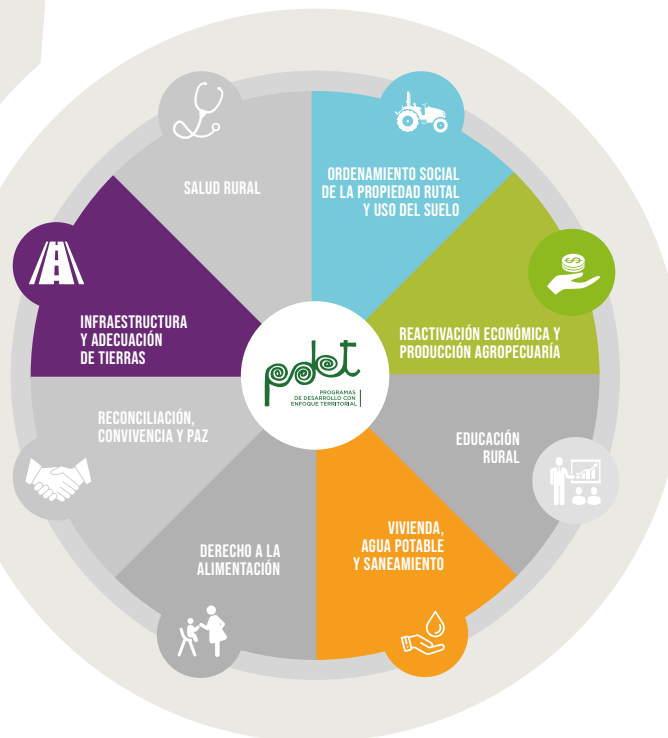 SALUD RURAL
ORDENAMIENTO SOCIAL
DE LA PROPIEDAD RUTAL
Y USO DEL SUELO
INFRAESTRUCTURA
Y ADECUACIÓN
DE TIERRAS
REACTIVACIÓN ECONÓMICA Y
PRODUCCIÓN AGROPECUARÍA
pdet
PROGRAMAS
DE DESARROLLO CON
ENFOQUE TERRITORIAL
RECONCILIACIÓN,
CONVIVENCIA Y PAZ
EDUCACIÓN
RURAL
DERECHO A LA
ALIMENTACIÓN
VIVIENDA,
AGUA POTABLE
Y SANEAMIENTO